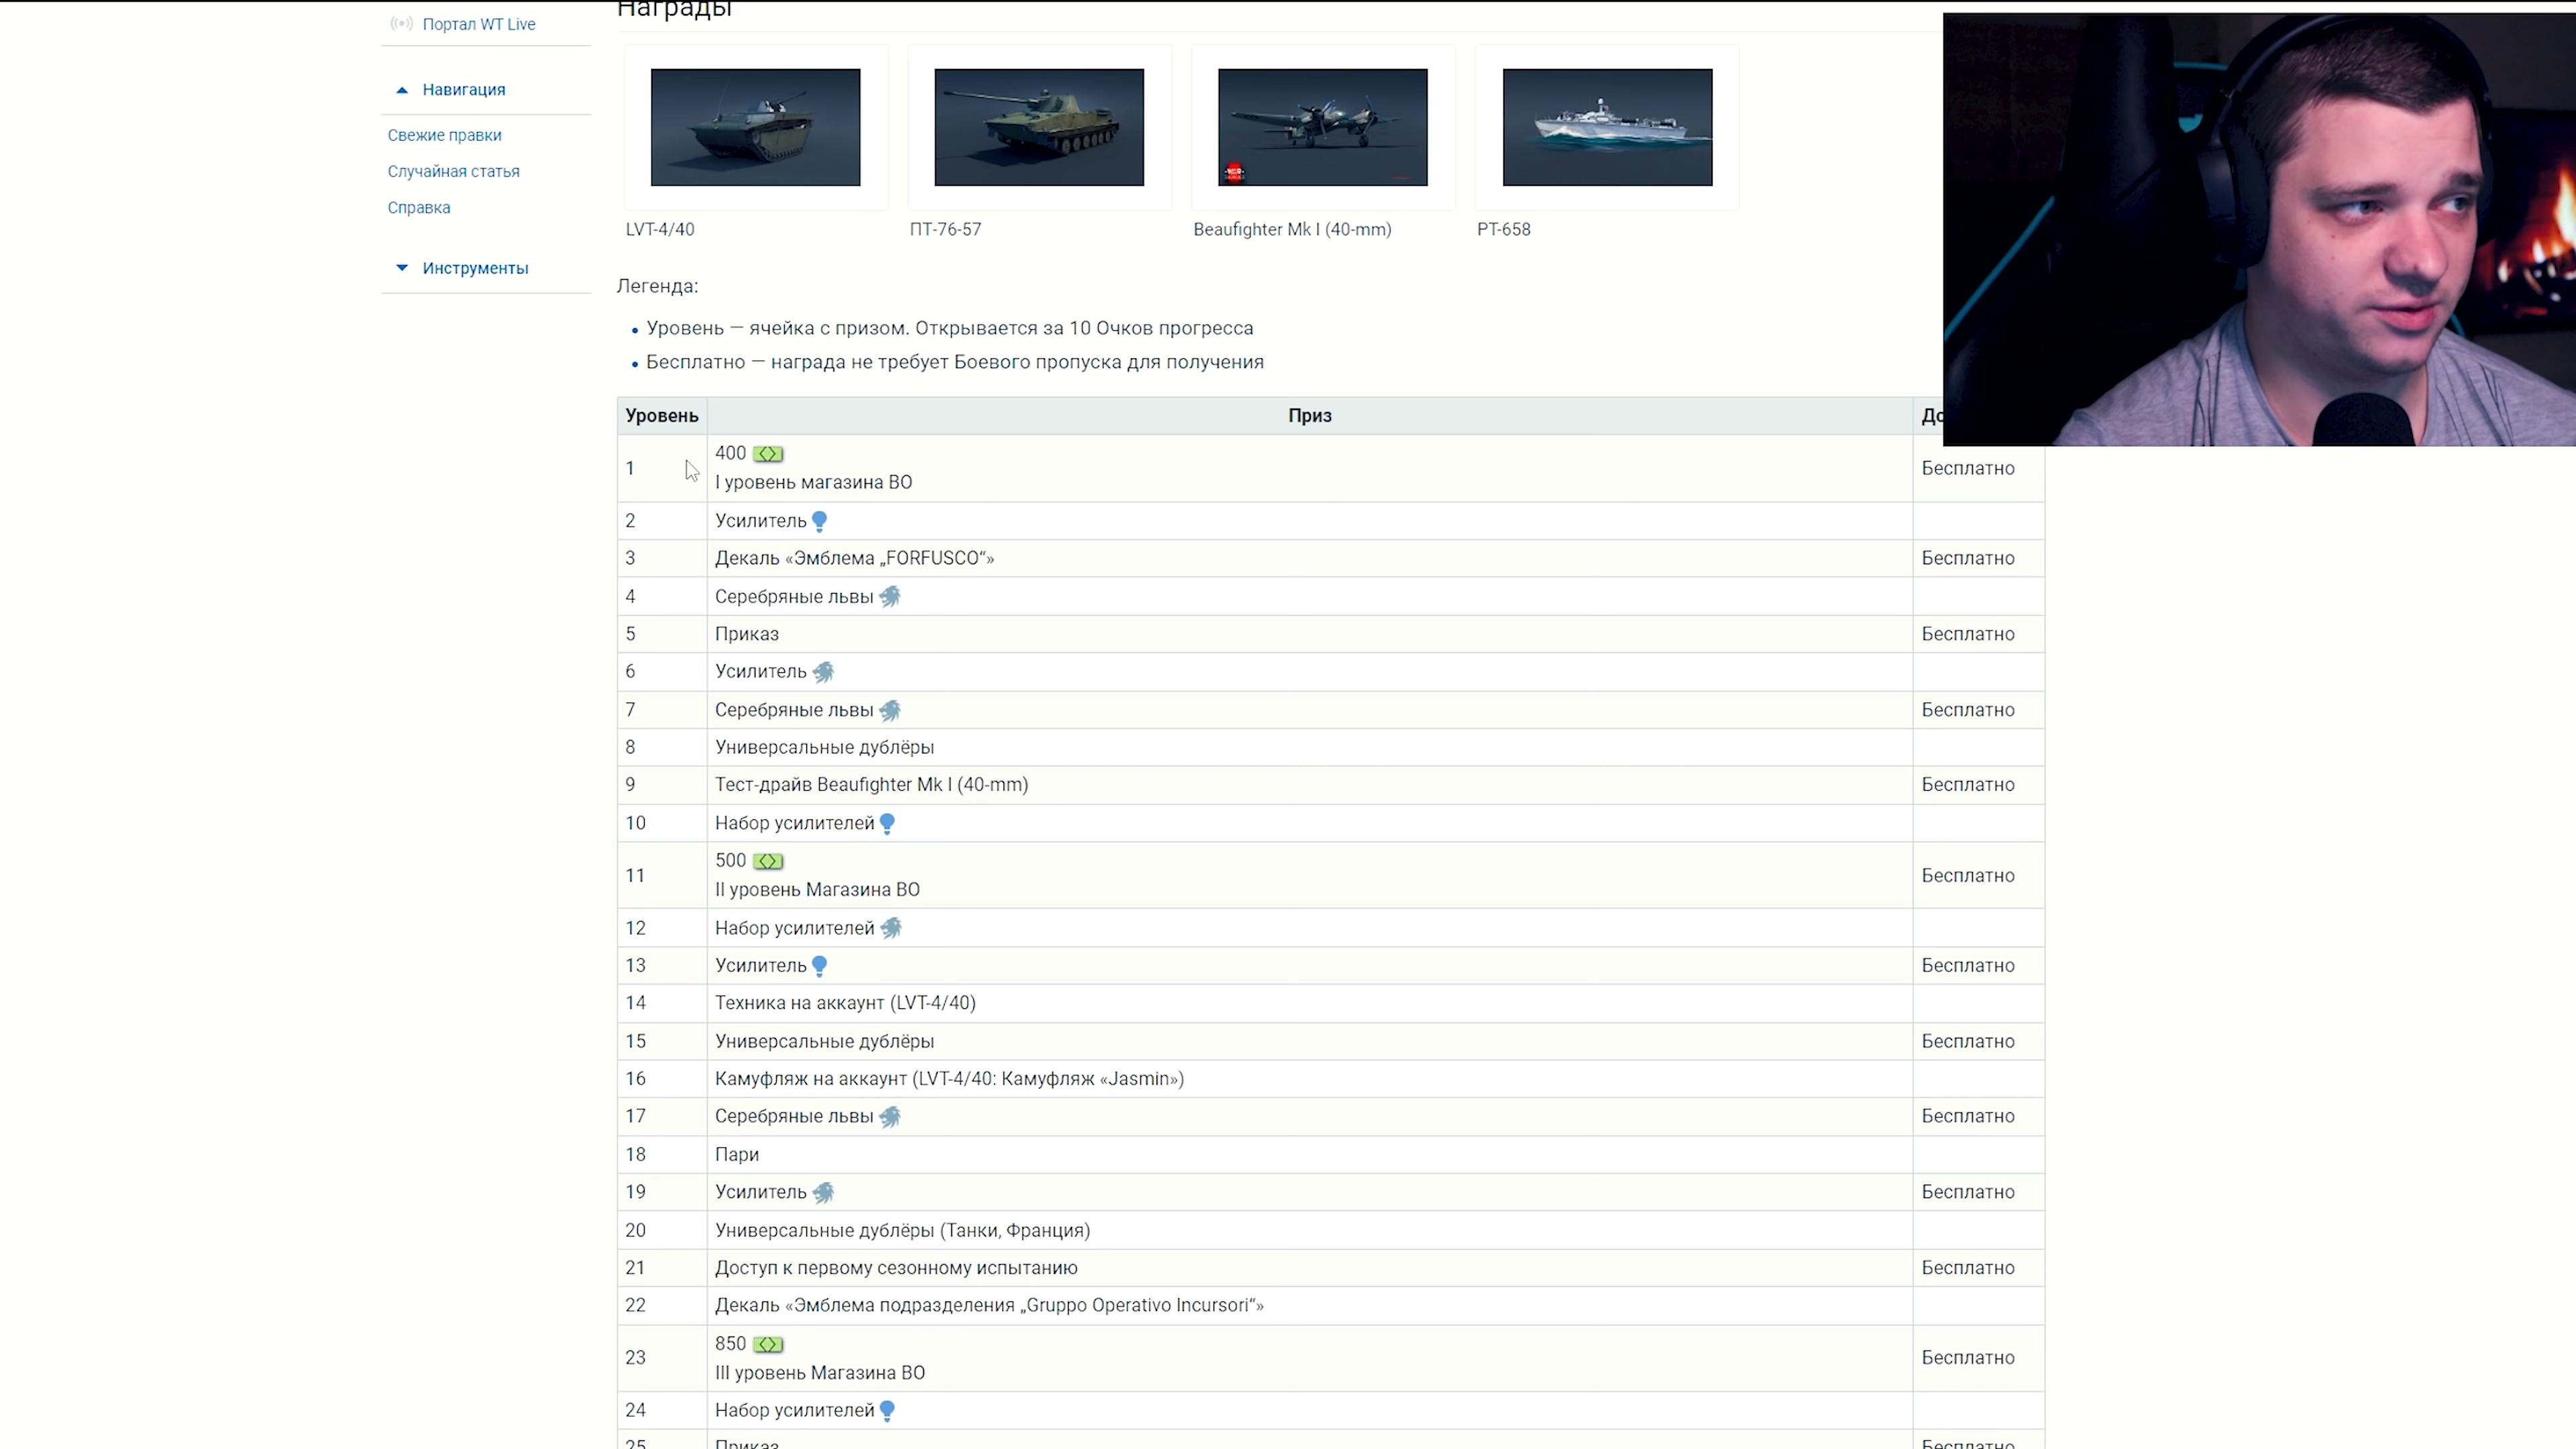 Портал WT Live
Навигация
Свежие правки
Случайная статья
Справка
Инструменты
Награды
LVT-4/40
ПТ-76-57
Beaufighter Mk I (40-mm)
PT-658
Легенда:
• Уровень — ячейка с призом. Открывается за 10 Очков прогресса
• Бесплатно — награда не требует Боевого пропуска для получения
Уровень Приз До
1 400 Бесплатно
I уровень магазина ВО
2 Усилитель
3 Декаль «Эмблема „FORFUSCO“» Бесплатно
4 Серебряные львы
5 Приказ Бесплатно
6 Усилитель
7 Серебряные львы Бесплатно
8 Универсальные дублёры
9 Тест-драйв Beaufighter Mk I (40-mm) Бесплатно
10 Набор усилителей
11 500 Бесплатно
II уровень Магазина ВО
12 Набор усилителей
13 Усилитель Бесплатно
14 Техника на аккаунт (LVT-4/40)
15 Универсальные дублёры Бесплатно
16 Камуфляж на аккаунт (LVT-4/40: Камуфляж «Jasmin»)
17 Серебряные львы Бесплатно
18 Пари
19 Усилитель Бесплатно
20 Универсальные дублёры (Танки, Франция)
21 Доступ к первому сезонному испытанию Бесплатно
22 Декаль «Эмблема подразделения „Gruppo Operativo Incursori“»
23 850 Бесплатно
III уровень Магазина ВО
24 Набор усилителей
25 Приказ Бесплатно